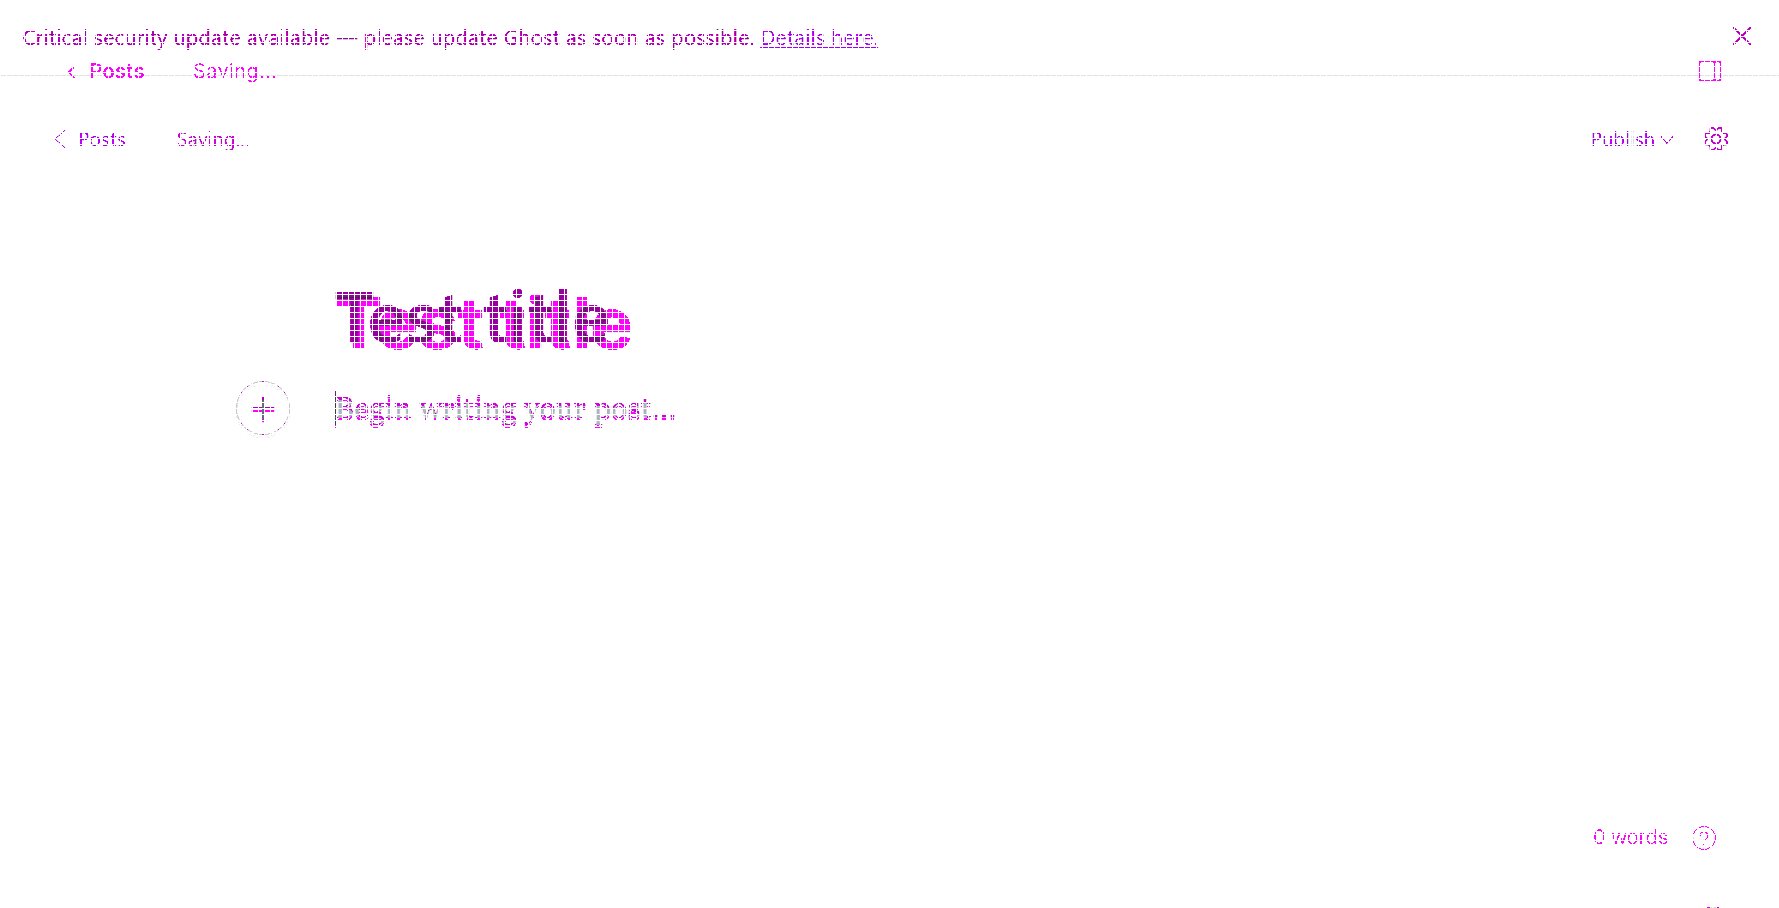 Critical security update available — please update Ghost as soon as possible. Details here.
Posts Saving...
Posts Saving... Publish
Test title
Begin writing your post...
0 words
?